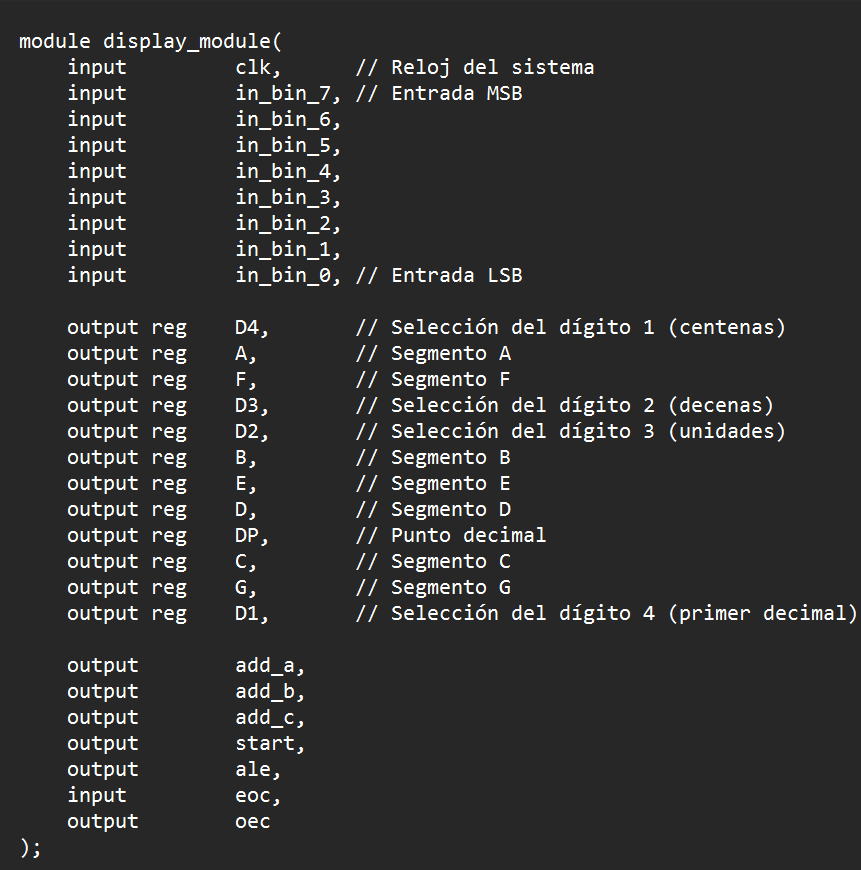 module display_module(
    input         clk,      // Reloj del sistema
    input         in_bin_7, // Entrada MSB
    input         in_bin_6,
    input         in_bin_5,
    input         in_bin_4,
    input         in_bin_3,
    input         in_bin_2,
    input         in_bin_1,
    input         in_bin_0, // Entrada LSB

    output reg    D4,       // Selección del dígito 1 (centenas)
    output reg    A,        // Segmento A
    output reg    F,        // Segmento F
    output reg    D3,       // Selección del dígito 2 (decenas)
    output reg    D2,       // Selección del dígito 3 (unidades)
    output reg    B,        // Segmento B
    output reg    E,        // Segmento E
    output reg    D,        // Segmento D
    output reg    DP,       // Punto decimal
    output reg    C,        // Segmento C
    output reg    G,        // Segmento G
    output reg    D1,       // Selección del dígito 4 (primer decimal)

    output        add_a,
    output        add_b,
    output        add_c,
    output        start,
    output        ale,
    input         eoc,
    output        oec
);